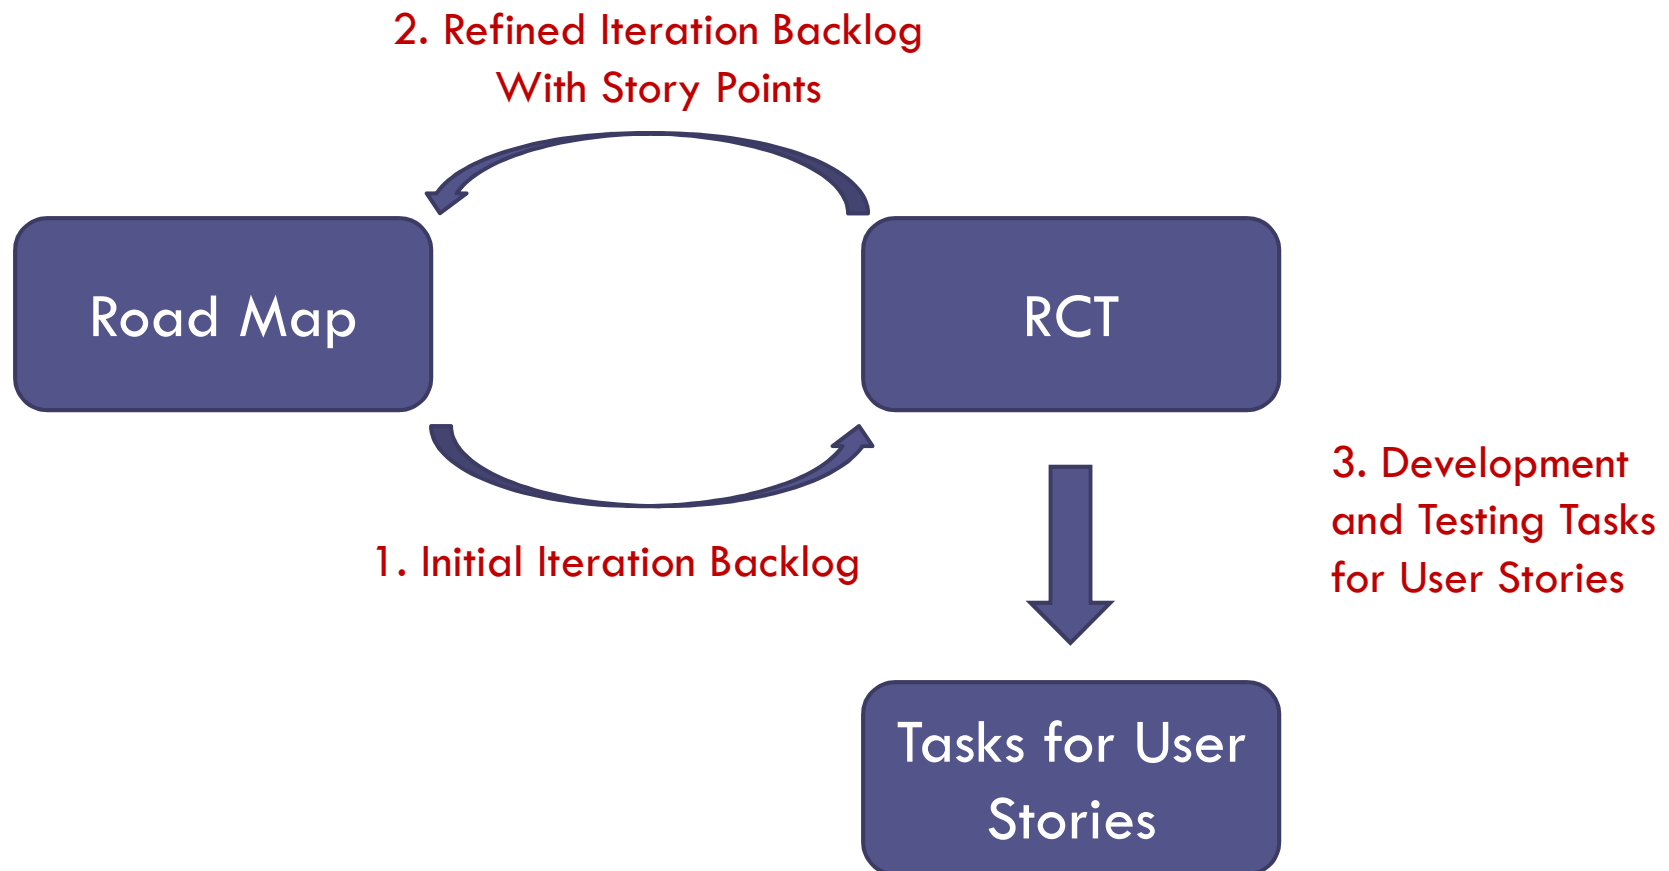 2. Refined Iteration Backlog
With Story Points
Road Map
RCT
1. Initial Iteration Backlog
3. Development
and Testing Tasks
for User Stories
Tasks for User
Stories